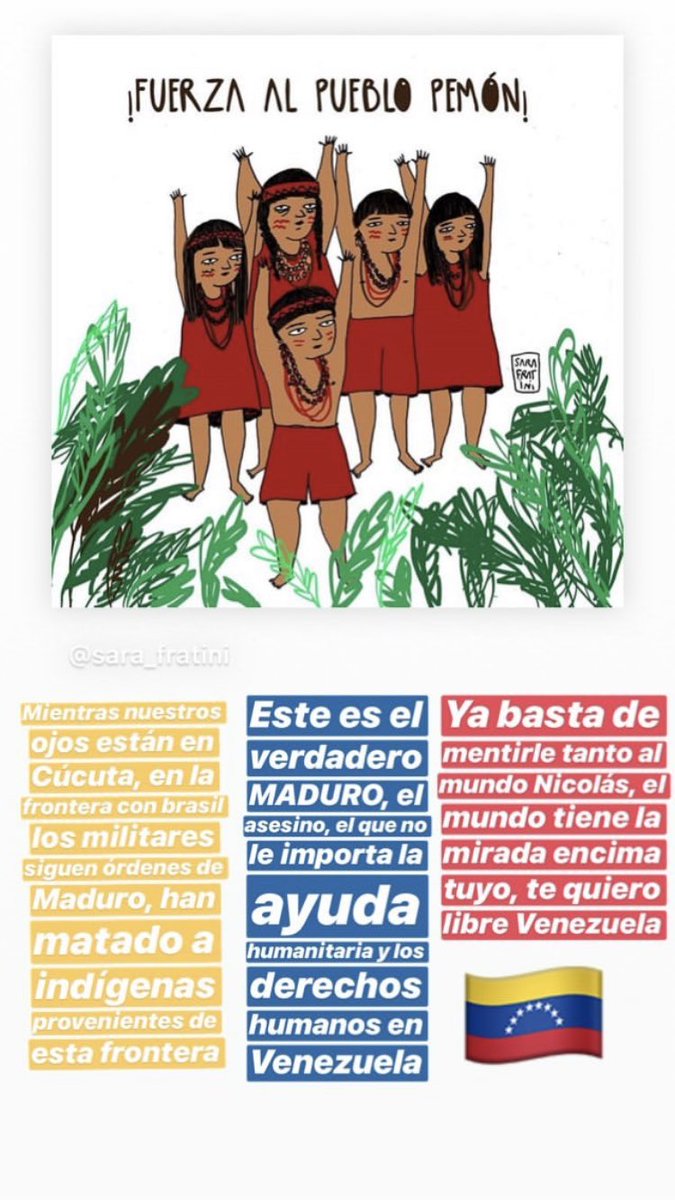 ¡FUERZA AL PUEBLO PEMÓN¡
SARA
FRAT
INI
@sara_fratini
Mientras nuestros
ojos están en
Cúcuta, en la
frontera con brasil
los militares
siguen órdenes de
Maduro, han
matado a
indígenas
provenientes de
esta frontera
Este es el
verdadero
MADURO, el
asesino, el que no
le importa la
ayuda
humanitaria y los
derechos
humanos en
Venezuela
Ya basta de
mentirle tanto al
mundo Nicolás, el
mundo tiene la
mirada encima
tuyo, te quiero
libre Venezuela